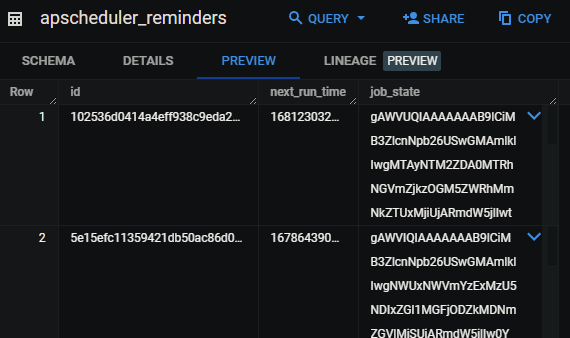 apscheduler_reminders QUERY SHARE COPY
SCHEMA DETAILS PREVIEW LINEAGE PREVIEW
Row id next_run_time job_state
1 102536d0414a4eff938c9eda2... 168123032... gAWVUQIAAAAAAAB9lCiM
B3ZlcnNpb26USwGMAmlkl
IwgMTAyNTM2ZDA0MTRh
NGVmZjkzOGM5ZWRhMm
NkZTUxMjiUjARmdW5jlIwt
2 5e15efc11359421db50ac86d0... 167864390... gAWVIQIAAAAAAAB9lCiM
B3ZlcnNpb26USwGMAmlkl
IwgNWUxNWVmYzExMzU5
NDIxZGI1MGFjODZkMDNm
ZGVlMjSUjARmdW5jlIw0Y